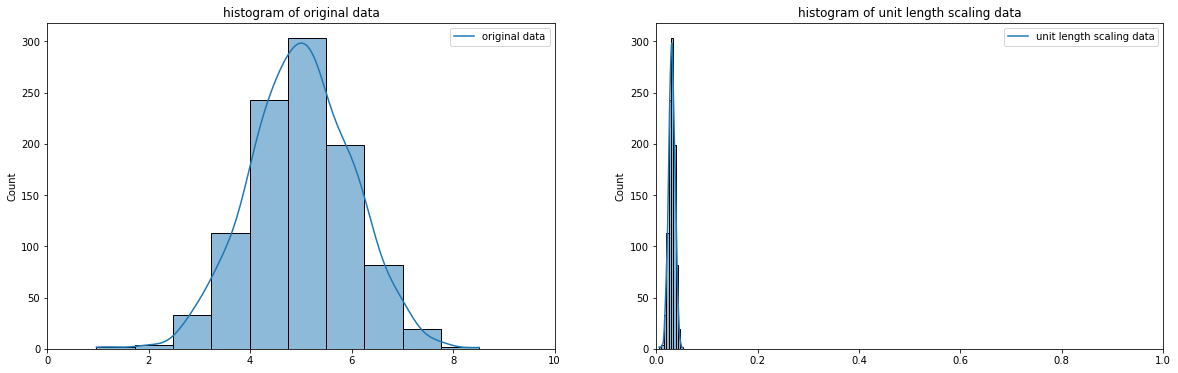 histogram of original data
original data
Count
300
250
200
150
100
50
0
0 2 4 6 8 10
histogram of unit length scaling data
unit length scaling data
Count
300
250
200
150
100
50
0
0.0 0.2 0.4 0.6 0.8 1.0